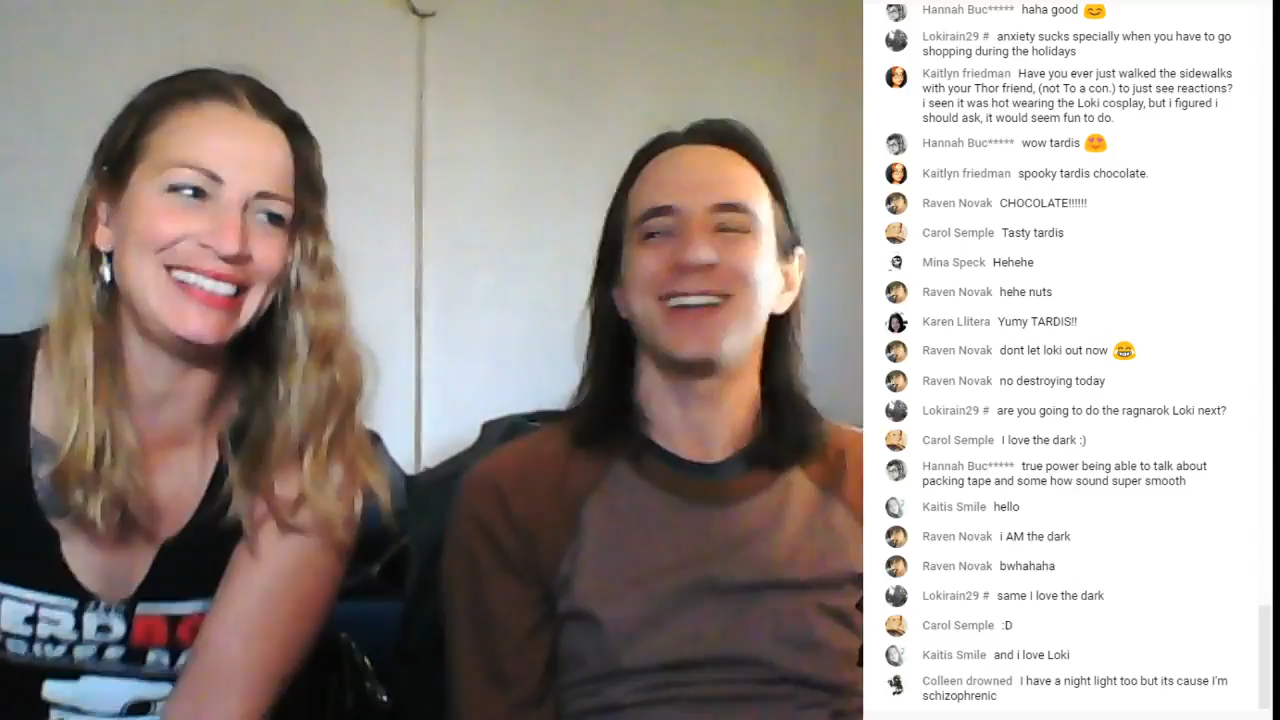 Hannah Buc***** haha good 😊
Lokirain29 # anxiety sucks specially when you have to go
shopping during the holidays
Kaitlyn friedman Have you ever just walked the sidewalks
with your Thor friend, (not To a con.) to just see reactions?
i seen it was hot wearing the Loki cosplay, but i figured i
should ask, it would seem fun to do.
Hannah Buc***** wow tardis 😍
Kaitlyn friedman spooky tardis chocolate.
Raven Novak CHOCOLATE!!!!!!
Carol Semple Tasty tardis
Mina Speck Hehehe
Raven Novak hehe nuts
Karen Llitera Yumy TARDIS!!
Raven Novak dont let loki out now 😂
Raven Novak no destroying today
Lokirain29 # are you going to do the ragnarok Loki next?
Carol Semple I love the dark :)
Hannah Buc***** true power being able to talk about
packing tape and some how sound super smooth
Kaitis Smile hello
Raven Novak i AM the dark
Raven Novak bwhahaha
Lokirain29 # same I love the dark
Carol Semple :D
Kaitis Smile and i love Loki
Colleen drowned I have a night light too but its cause I'm
schizophrenic